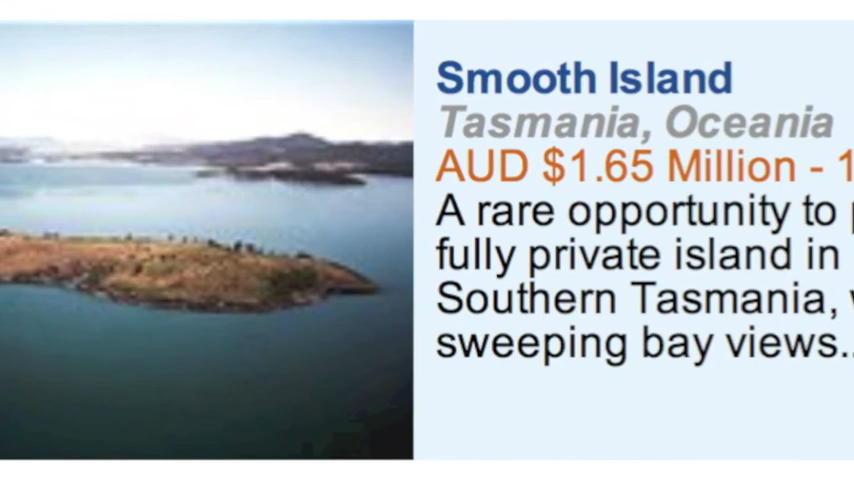 Smooth Island
Tasmania, Oceania
AUD $1.65 Million - 1
A rare opportunity to
fully private island in
Southern Tasmania,
sweeping bay views..